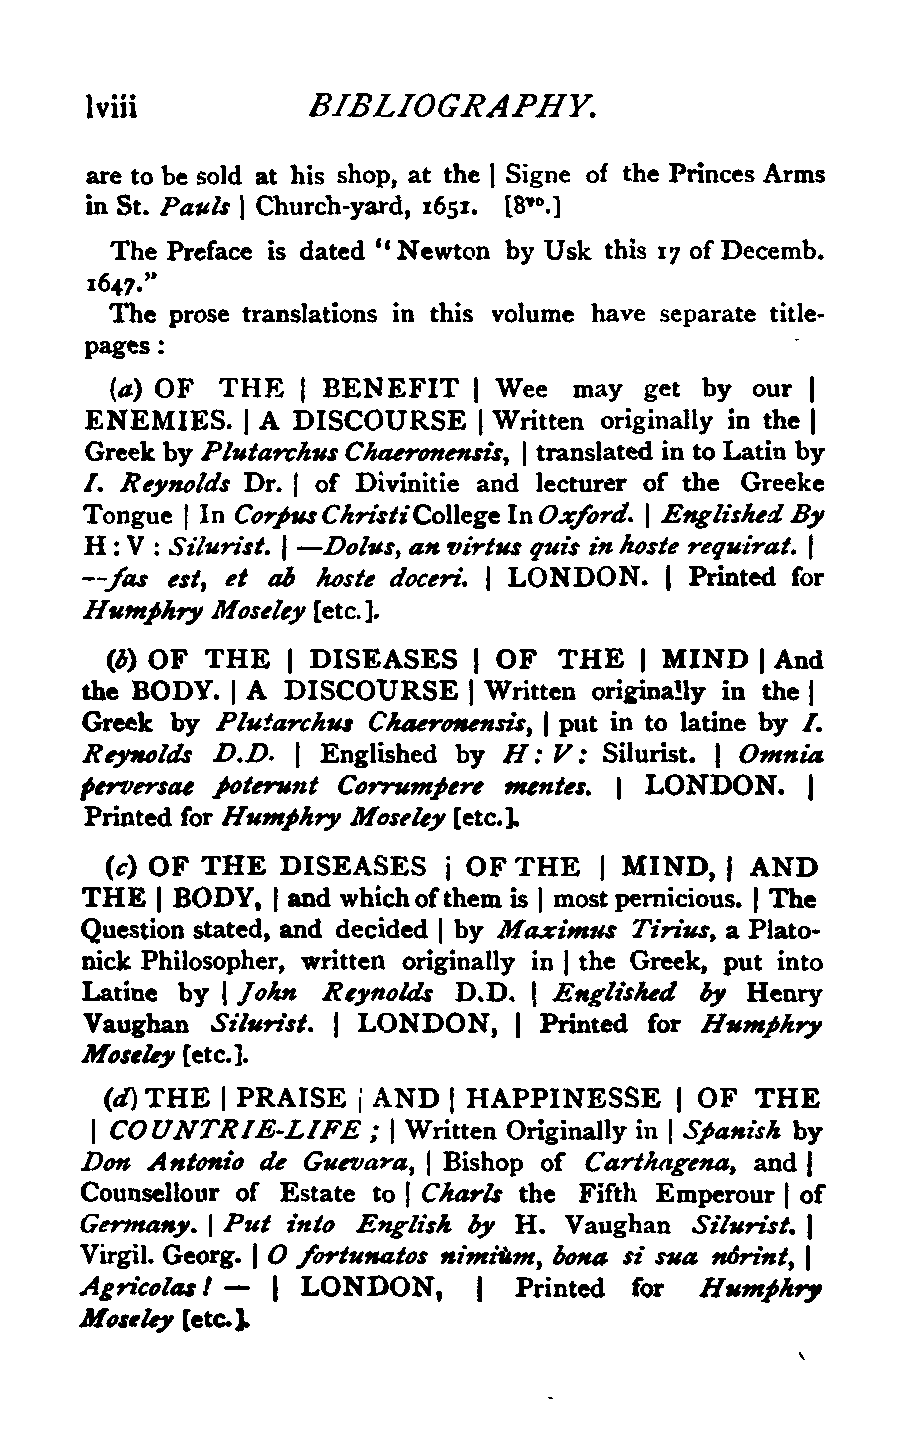 lviii BIBLIOGRAPHY.
are to be sold at his shop, at the | Signe of the Princes Arms
in St. Pauls | Church-yard, 1651. [8vo.]
The Preface is dated "Newton by Usk this 17 of Decemb.
1647."
The prose translations in this volume have separate title-
pages :
(a) OF THE | BENEFIT | Wee may get by our |
ENEMIES. | A DISCOURSE | Written originally in the |
Greek by Plutarchus Chaeronensis, | translated in to Latin by
I. Reynolds Dr. | of Divinitie and lecturer of the Greeke
Tongue | In Corpus Christi College In Oxford. | Englished By
H : V : Silurist. | —Dolus, an virtus quis in hoste requirat. |
—fas est, et ab hoste doceri. | LONDON. | Printed for
Humphry Moseley [etc.].
(b) OF THE | DISEASES | OF THE | MIND | And
the BODY. | A DISCOURSE | Written originally in the |
Greek by Plutarchus Chaeronensis, | put in to latine by I.
Reynolds D.D. | Englished by H : V : Silurist. | Omnia
perversae poterunt Corrumpere mentes. | LONDON. |
Printed for Humphry Moseley [etc.].
(c) OF THE DISEASES | OF THE | MIND, | AND
THE | BODY, | and which of them is | most pernicious. | The
Question stated, and decided | by Maximus Tirius, a Plato-
nick Philosopher, written originally in | the Greek, put into
Latine by | John Reynolds D.D. | Englished by Henry
Vaughan Silurist. | LONDON, | Printed for Humphry
Moseley [etc.].
(d) THE | PRAISE | AND | HAPPINESSE | OF THE
| COUNTRIE-LIFE ; | Written Originally in | Spanish by
Don Antonio de Guevara, | Bishop of Carthagena, and |
Counsellour of Estate to | Charls the Fifth Emperour | of
Germany. | Put into English by H. Vaughan Silurist. |
Virgil. Georg. | O fortunatos nimiùm, bona si sua nôrint, |
Agricolas ! — | LONDON, | Printed for Humphry
Moseley [etc.].